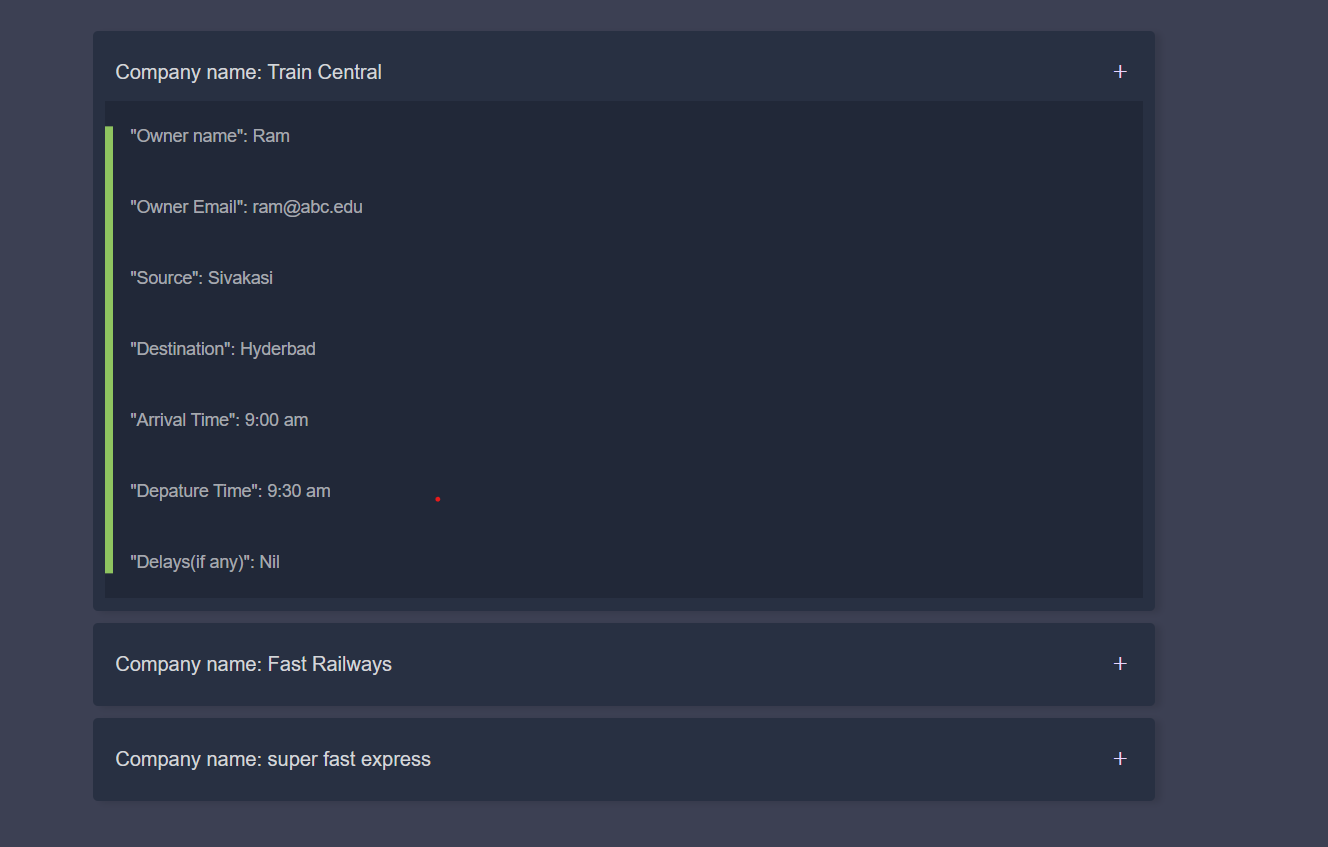 Company name: Train Central +
"Owner name": Ram
"Owner Email": ram@abc.edu
"Source": Sivakasi
"Destination": Hyderbad
"Arrival Time": 9:00 am
"Depature Time": 9:30 am
"Delays(if any)": Nil
Company name: Fast Railways +
Company name: super fast express +